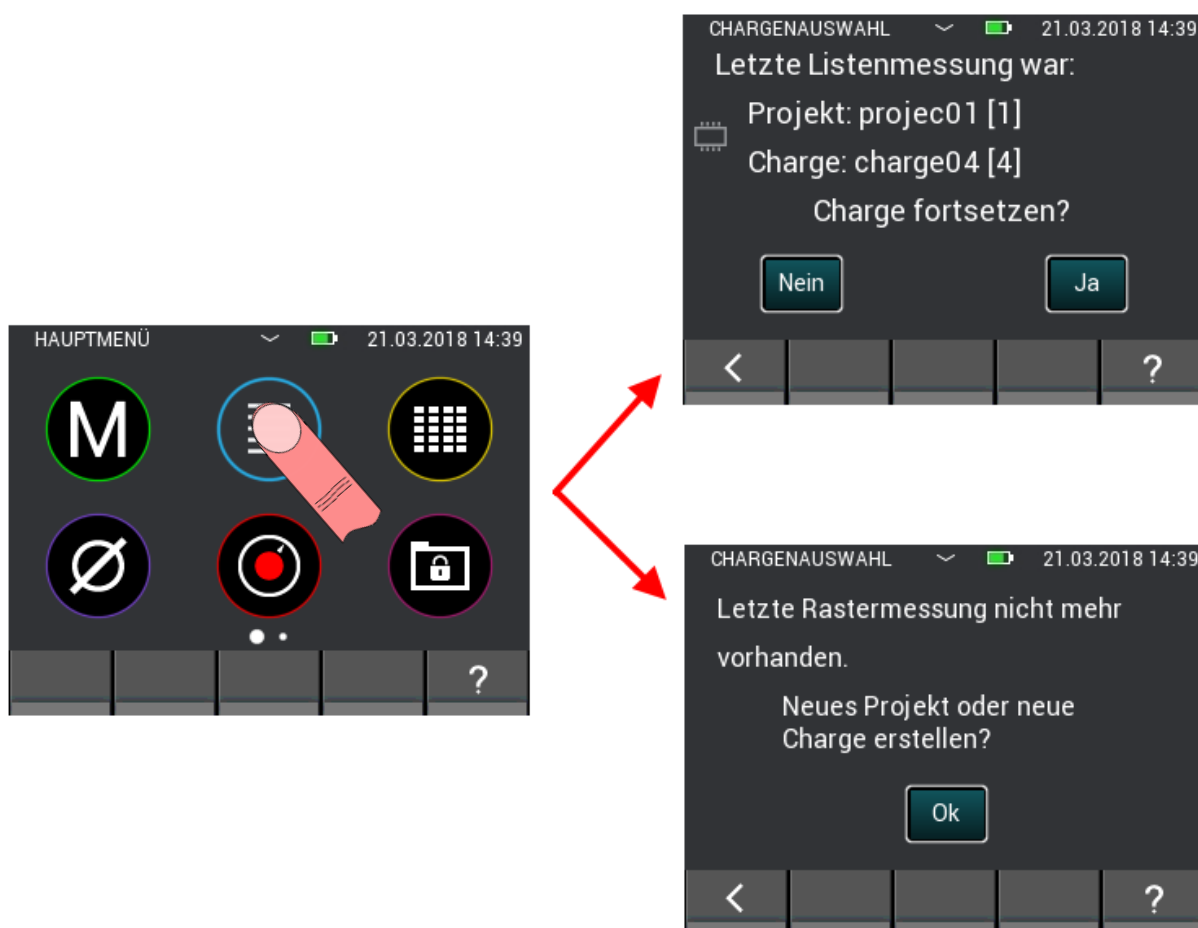 HAUPTMENÜ 21.03.2018 14:39
M
?
CHARGENAUSWAHL 21.03.2018 14:39
Letzte Listenmessung war:
Projekt: projec01 [1]
Charge: charge04 [4]
Charge fortsetzen?
Nein Ja
?
CHARGENAUSWAHL 21.03.2018 14:39
Letzte Rastermessung nicht mehr
vorhanden.
Neues Projekt oder neue
Charge erstellen?
Ok
?